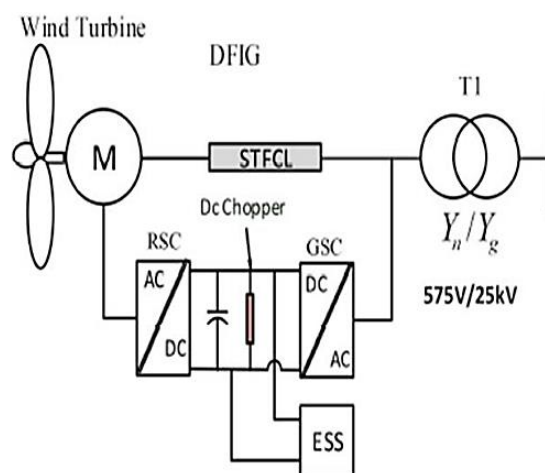 Wind Turbine
DFIG
T1
M
STFCL
Dc Chopper
Yn/Yg
RSC
GSC
575V/25kV
AC
DC
DC
AC
ESS